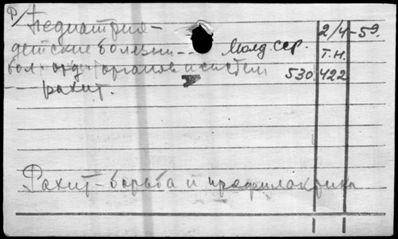 Р/т
Педиатрия - 2/4-59.
детские болезни - Молд сср. Т.Н.
бол. орг. органов и систем 530 422
- рахит.
Рахит - борьба и профилактика